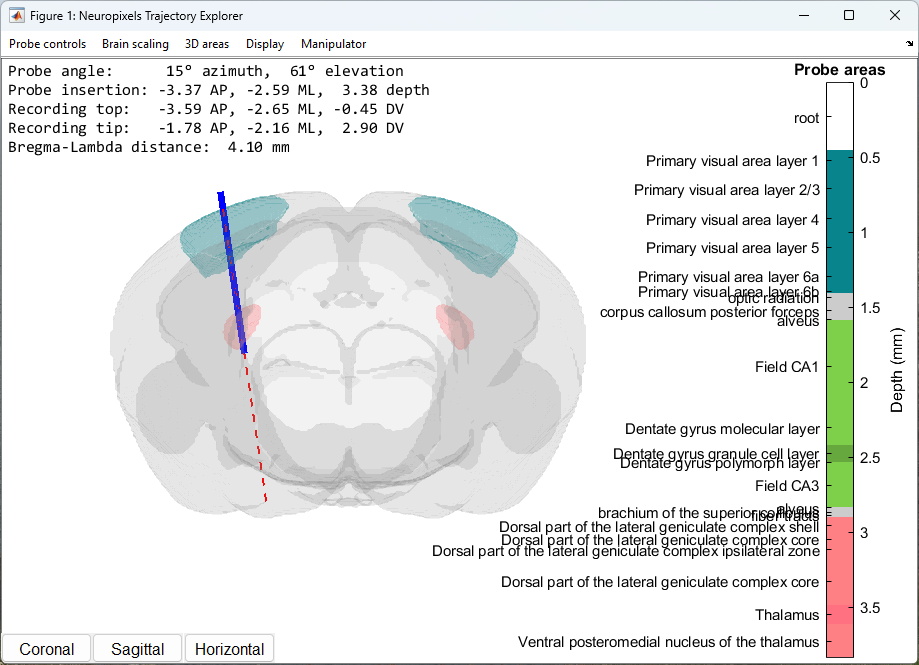 Figure 1: Neuropixels Trajectory Explorer
Probe controls Brain scaling 3D areas Display Manipulator
Probe angle: 15° azimuth, 61° elevation
Probe insertion: -3.37 AP, -2.59 ML, 3.38 depth
Recording top: -3.59 AP, -2.65 ML, -0.45 DV
Recording tip: -1.78 AP, -2.16 ML, 2.90 DV
Bregma-Lambda distance: 4.10 mm
Probe areas
root
Primary visual area layer 1
Primary visual area layer 2/3
Primary visual area layer 4
Primary visual area layer 5
Primary visual area layer 6a
Primary visual area layer 6b
optic radiation
corpus callosum posterior forceps
alveus
Field CA1
Dentate gyrus molecular layer
Dentate gyrus granule cell layer
Dentate gyrus polymorph layer
Field CA3
alveus
brachium of the superior colliculus
fiber tracts
Dorsal part of the lateral geniculate complex shell
Dorsal part of the lateral geniculate complex core
Dorsal part of the lateral geniculate complex ipsilateral zone
Dorsal part of the lateral geniculate complex core
Thalamus
Ventral posteromedial nucleus of the thalamus
0
0.5
1
1.5
2
2.5
3
3.5
Depth (mm)
Coronal Sagittal Horizontal